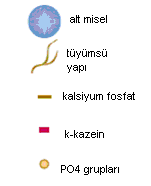 alt misel
tüyümsü
yapı
kalsiyum fosfat
k-kazein
PO4 grupları